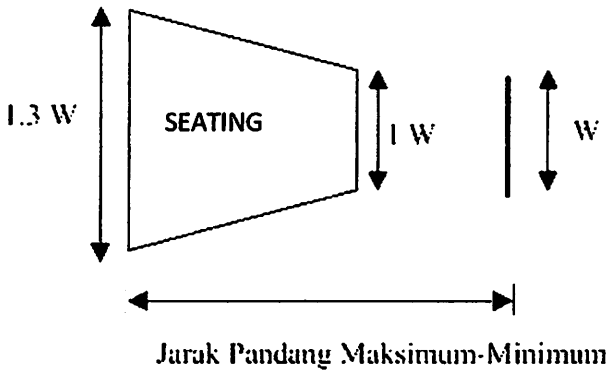 1.3 W
SEATING
1 W
W
Jarak Pandang Maksimum-Minimum